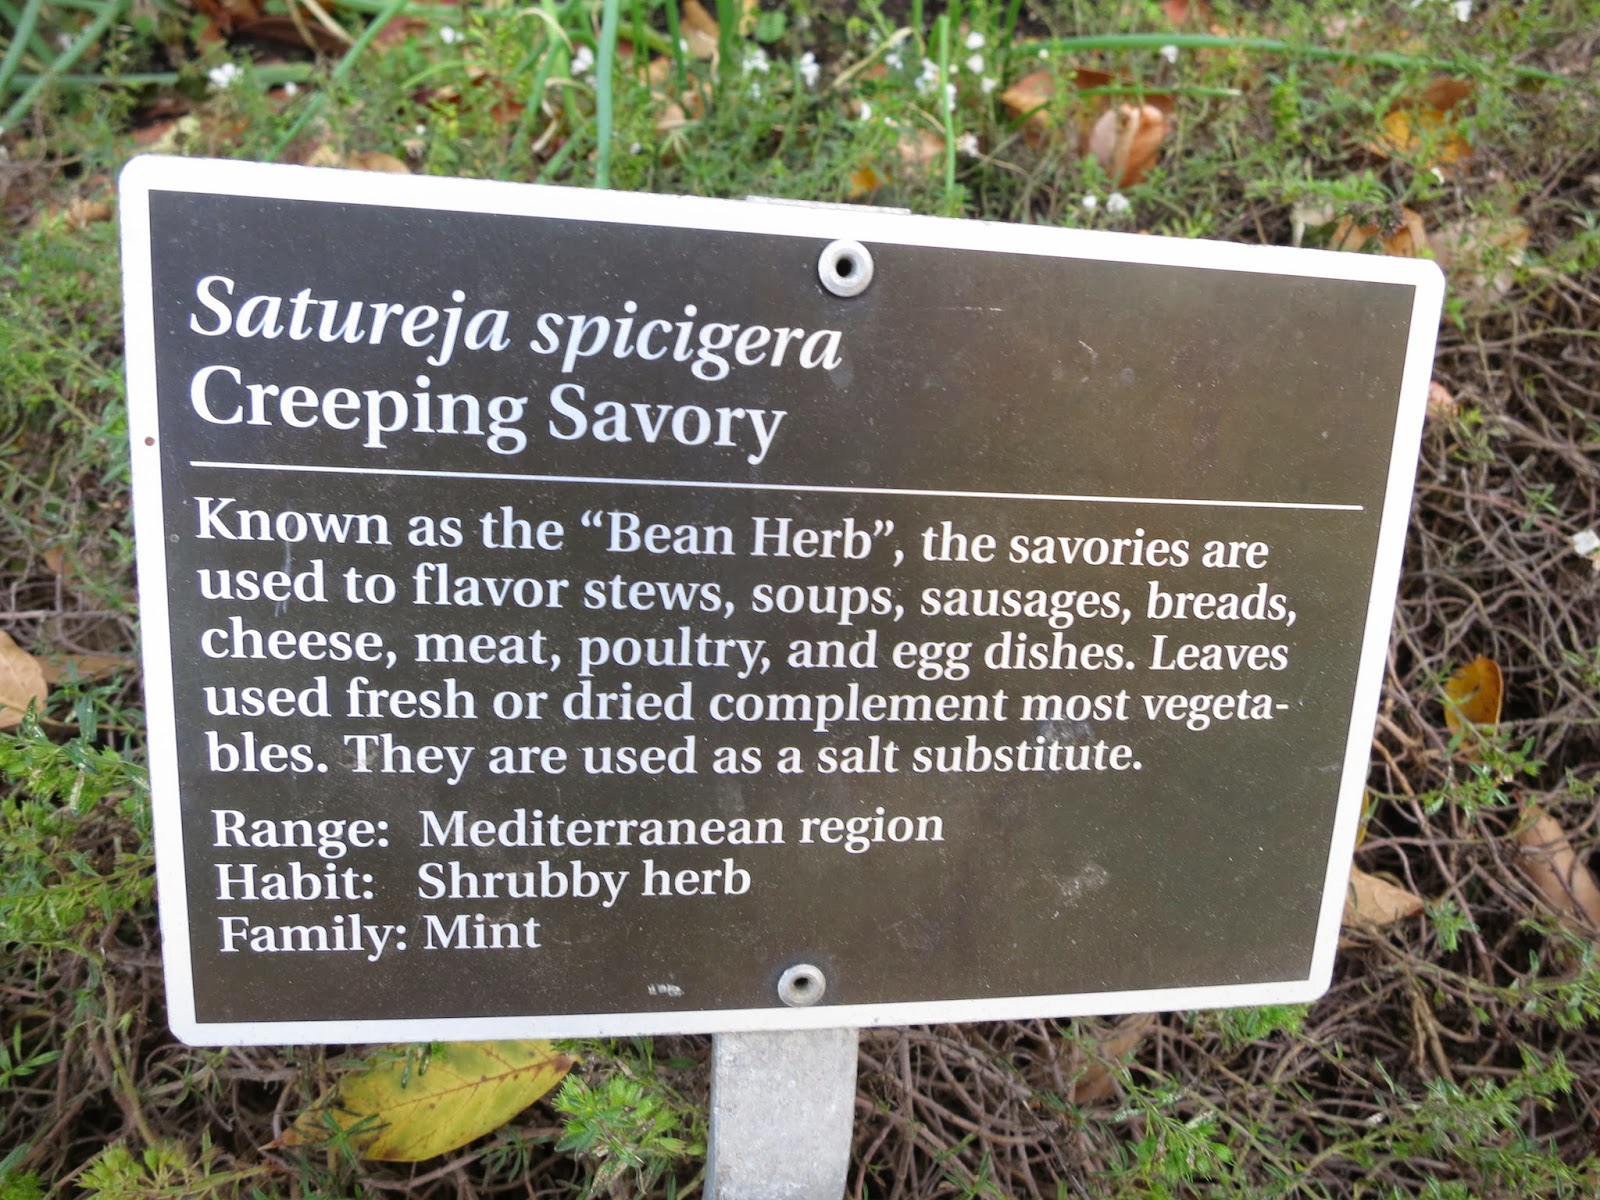 Satureja spicigera
Creeping Savory
Known as the “Bean Herb”, the savories are
used to flavor stews, soups, sausages, breads,
cheese, meat, poultry, and egg dishes. Leaves
used fresh or dried complement most vegeta-
bles. They are used as a salt substitute.
Range: Mediterranean region
Habit: Shrubby herb
Family: Mint